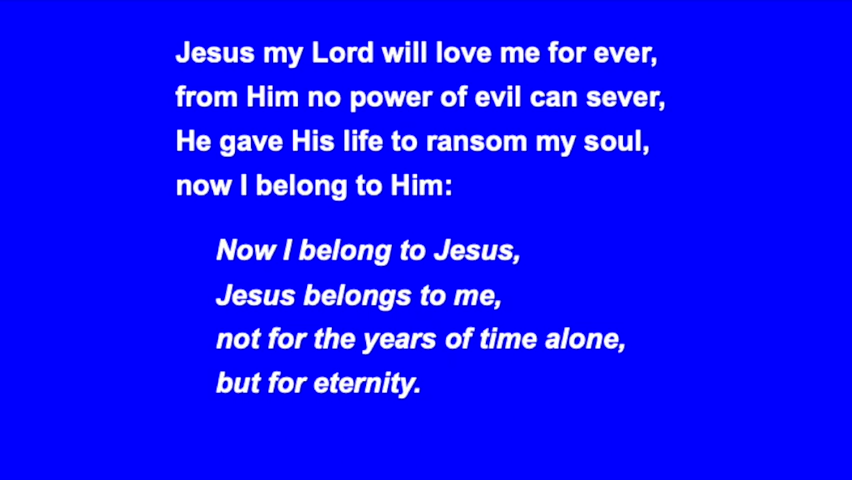 Jesus my Lord will love me for ever,
from Him no power of evil can sever,
He gave His life to ransom my soul,
now I belong to Him:
Now I belong to Jesus,
Jesus belongs to me,
not for the years of time alone,
but for eternity.